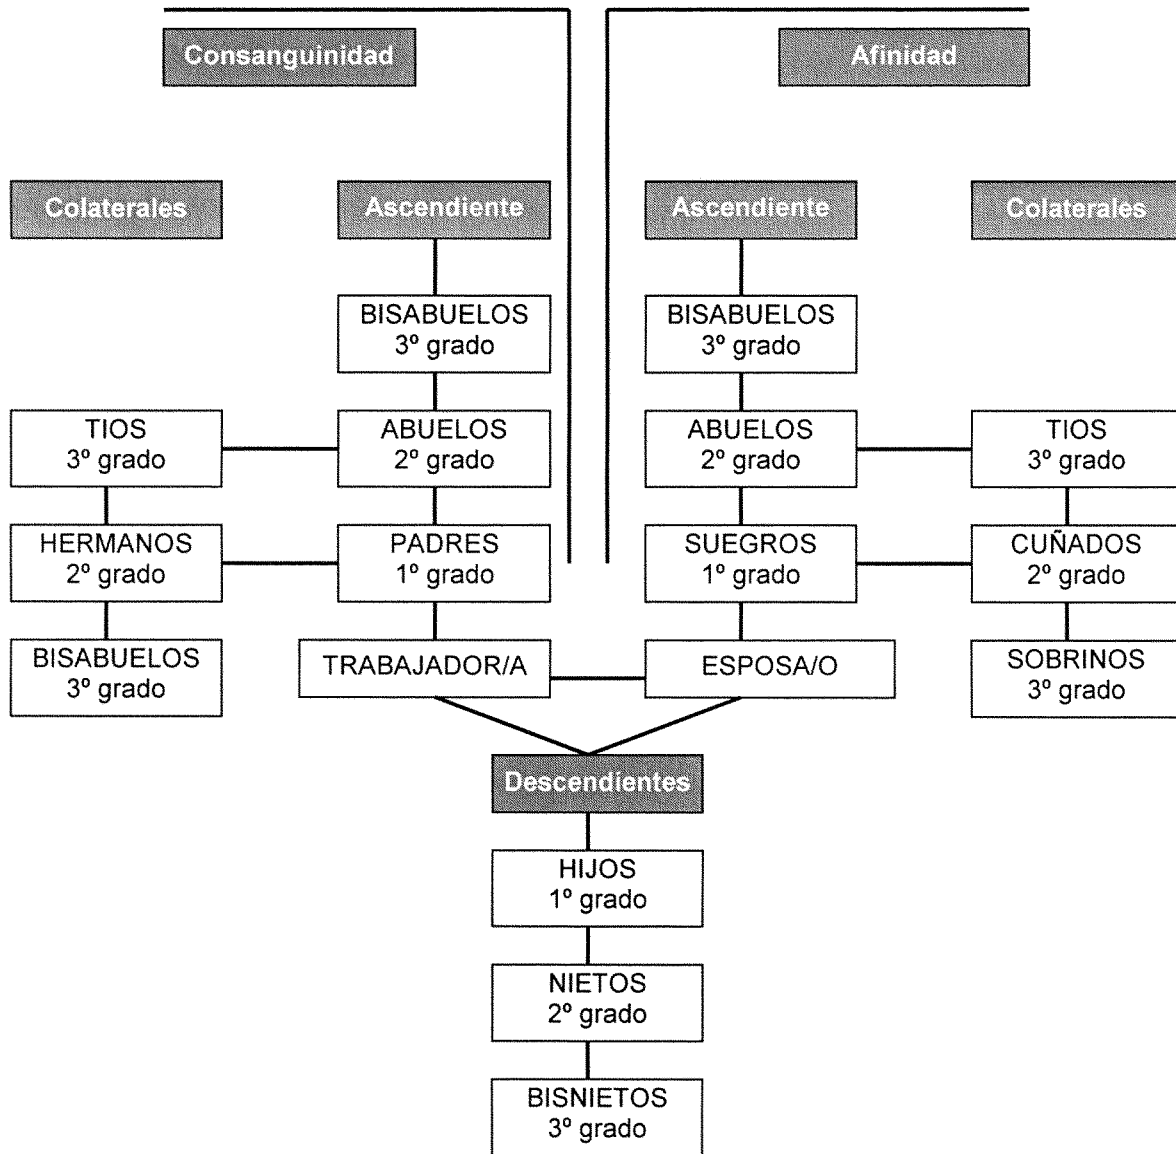 Consanguinidad
Afinidad
Colaterales
Ascendiente
Ascendiente
Colaterales
BISABUELOS
3º grado
BISABUELOS
3º grado
TIOS
3º grado
ABUELOS
2º grado
ABUELOS
2º grado
TIOS
3º grado
HERMANOS
2º grado
PADRES
1º grado
SUEGROS
1º grado
CUÑADOS
2º grado
BISABUELOS
3º grado
TRABAJADOR/A
ESPOSA/O
SOBRINOS
3º grado
Descendientes
HIJOS
1º grado
NIETOS
2º grado
BISNIETOS
3º grado